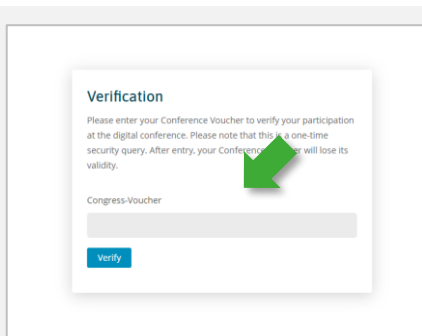 Verification
Please enter your Conference Voucher to verify your participation
at the digital conference. Please note that this is a one-time
security query. After entry, your Conference will lose its
validity.
Congress-Voucher
Verify